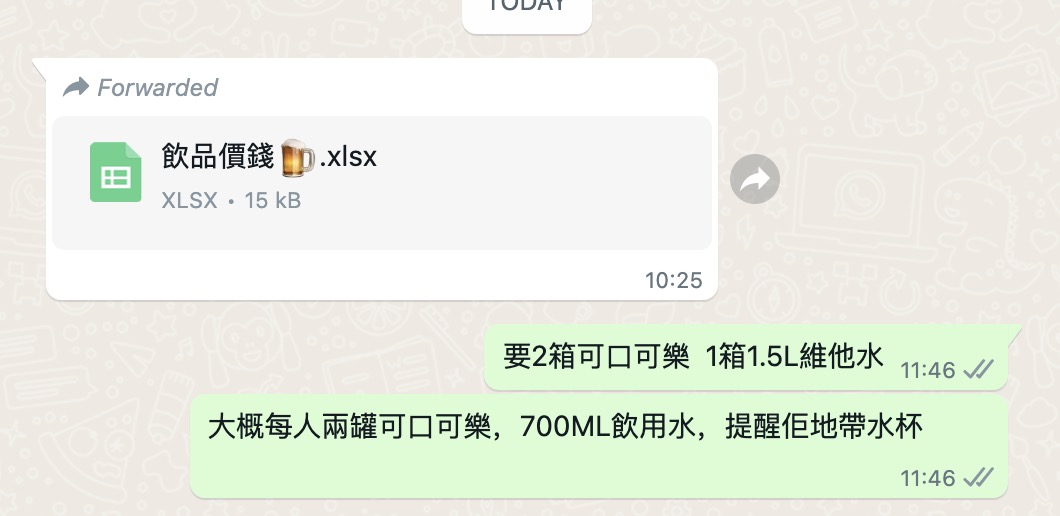 TODAY
Forwarded
飲品價錢🍺.xlsx
XLSX • 15 kB
10:25
要2箱可口可樂 1箱1.5L維他水
11:46
大概每人兩罐可口可樂，700ML飲用水，提醒佢地帶水杯
11:46